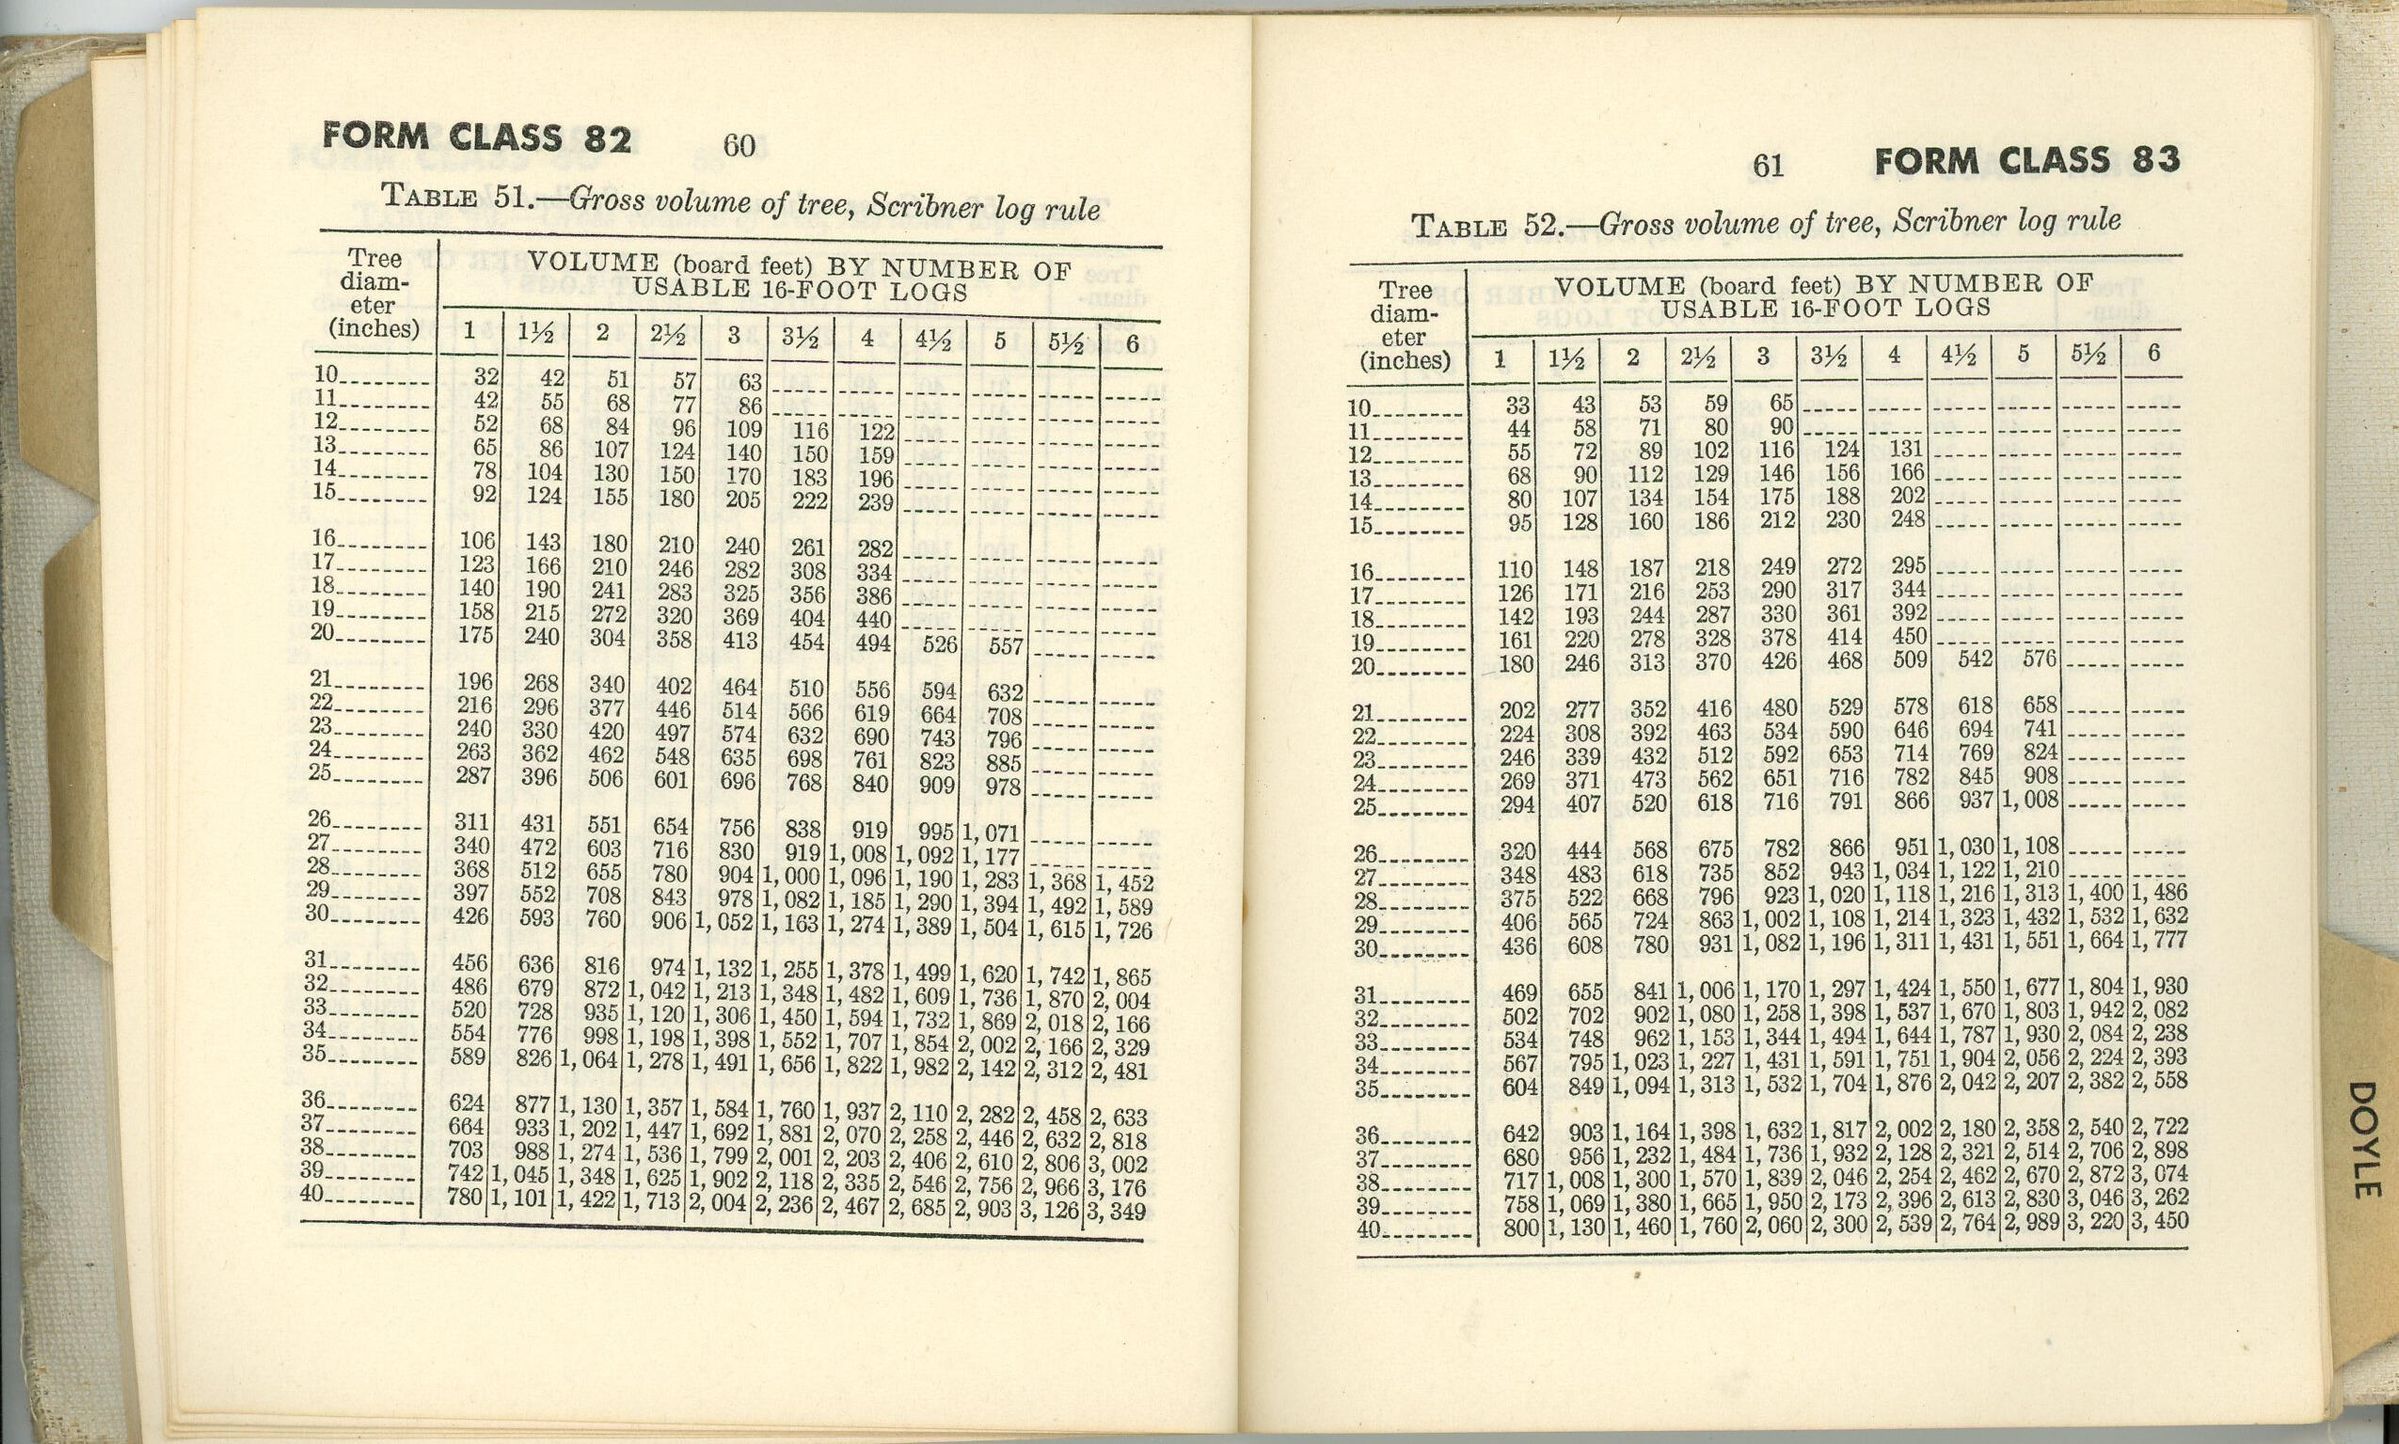 FORM CLASS 82 60
TABLE 51.—Gross volume of tree, Scribner log rule
Tree diam-eter (inches) VOLUME (board feet) BY NUMBER OF
USABLE 16-FOOT LOGS
1 1½ 2 2½ 3 3½ 4 4½ 5 5½ 6
10 32 42 51 57 63
11 42 55 68 77 86
12 52 68 84 96 109 116 122
13 65 86 107 124 140 150 159
14 78 104 130 150 170 183 196
15 92 124 155 180 205 222 239
16 106 143 180 210 240 261 282
17 123 166 210 246 282 308 334
18 140 190 241 283 325 356 386
19 158 215 272 320 369 404 440
20 175 240 304 358 413 454 494 526 557
21 196 268 340 402 464 510 556 594 632
22 216 296 377 446 514 566 619 664 708
23 240 330 420 497 574 632 690 743 796
24 263 362 462 548 635 698 761 823 885
25 287 396 506 601 696 768 840 909 978
26 311 431 551 654 756 838 919 995 1,071
27 340 472 603 716 830 919 1,008 1,092 1,177
28 368 512 655 780 904 1,000 1,096 1,190 1,283 1,368 1,452
29 397 552 708 843 978 1,082 1,185 1,290 1,394 1,492 1,589
30 426 593 760 906 1,052 1,163 1,274 1,389 1,504 1,615 1,726
31 456 636 816 974 1,132 1,255 1,378 1,499 1,620 1,742 1,865
32 486 679 872 1,042 1,213 1,348 1,482 1,609 1,736 1,870 2,004
33 520 728 935 1,120 1,306 1,450 1,594 1,732 1,869 2,018 2,166
34 554 776 998 1,198 1,398 1,552 1,707 1,854 2,002 2,166 2,329
35 589 826 1,064 1,278 1,491 1,656 1,822 1,982 2,142 2,312 2,481
36 624 877 1,130 1,357 1,584 1,760 1,937 2,110 2,282 2,458 2,633
37 664 933 1,202 1,447 1,692 1,881 2,070 2,258 2,446 2,632 2,818
38 703 988 1,274 1,536 1,799 2,001 2,203 2,406 2,610 2,806 3,002
39 742 1,045 1,348 1,625 1,902 2,118 2,335 2,546 2,756 2,966 3,176
40 780 1,101 1,422 1,713 2,004 2,236 2,467 2,685 2,903 3,126 3,349
61 FORM CLASS 83
TABLE 52.—Gross volume of tree, Scribner log rule
Tree diam-eter (inches) VOLUME (board feet) BY NUMBER OF
USABLE 16-FOOT LOGS
1 1½ 2 2½ 3 3½ 4 4½ 5 5½ 6
10 33 43 53 59 65
11 44 58 71 80 90
12 55 72 89 102 116 124 131
13 68 90 112 129 146 156 166
14 80 107 134 154 175 188 202
15 95 128 160 186 212 230 248
16 110 148 187 218 249 272 295
17 126 171 216 253 290 317 344
18 142 193 244 287 330 361 392
19 161 220 278 328 378 414 450
20 180 246 313 370 426 468 509 542 576
21 202 277 352 416 480 529 578 618 658
22 224 308 392 463 534 590 646 694 741
23 246 339 432 512 592 653 714 769 824
24 269 371 473 562 651 716 782 845 908
25 294 407 520 618 716 791 866 937 1,008
26 320 444 568 675 782 866 951 1,030 1,108
27 348 483 618 735 852 943 1,034 1,122 1,210
28 375 522 668 796 923 1,020 1,118 1,216 1,313 1,400 1,486
29 406 565 724 863 1,002 1,108 1,214 1,323 1,432 1,532 1,632
30 436 608 780 931 1,082 1,196 1,311 1,431 1,551 1,664 1,777
31 469 655 841 1,006 1,170 1,297 1,424 1,550 1,677 1,804 1,930
32 502 702 902 1,080 1,258 1,398 1,537 1,670 1,803 1,942 2,082
33 534 748 962 1,153 1,344 1,494 1,644 1,787 1,930 2,084 2,238
34 567 795 1,023 1,227 1,431 1,591 1,751 1,904 2,056 2,224 2,393
35 604 849 1,094 1,313 1,532 1,704 1,876 2,042 2,207 2,382 2,558
36 642 903 1,164 1,398 1,632 1,817 2,002 2,180 2,358 2,540 2,722
37 680 956 1,232 1,484 1,736 1,932 2,128 2,321 2,514 2,706 2,898
38 717 1,008 1,300 1,570 1,839 2,046 2,254 2,462 2,670 2,872 3,074
39 758 1,069 1,380 1,665 1,950 2,173 2,396 2,613 2,830 3,046 3,262
40 800 1,130 1,460 1,760 2,060 2,300 2,539 2,764 2,989 3,220 3,450
DOYLE